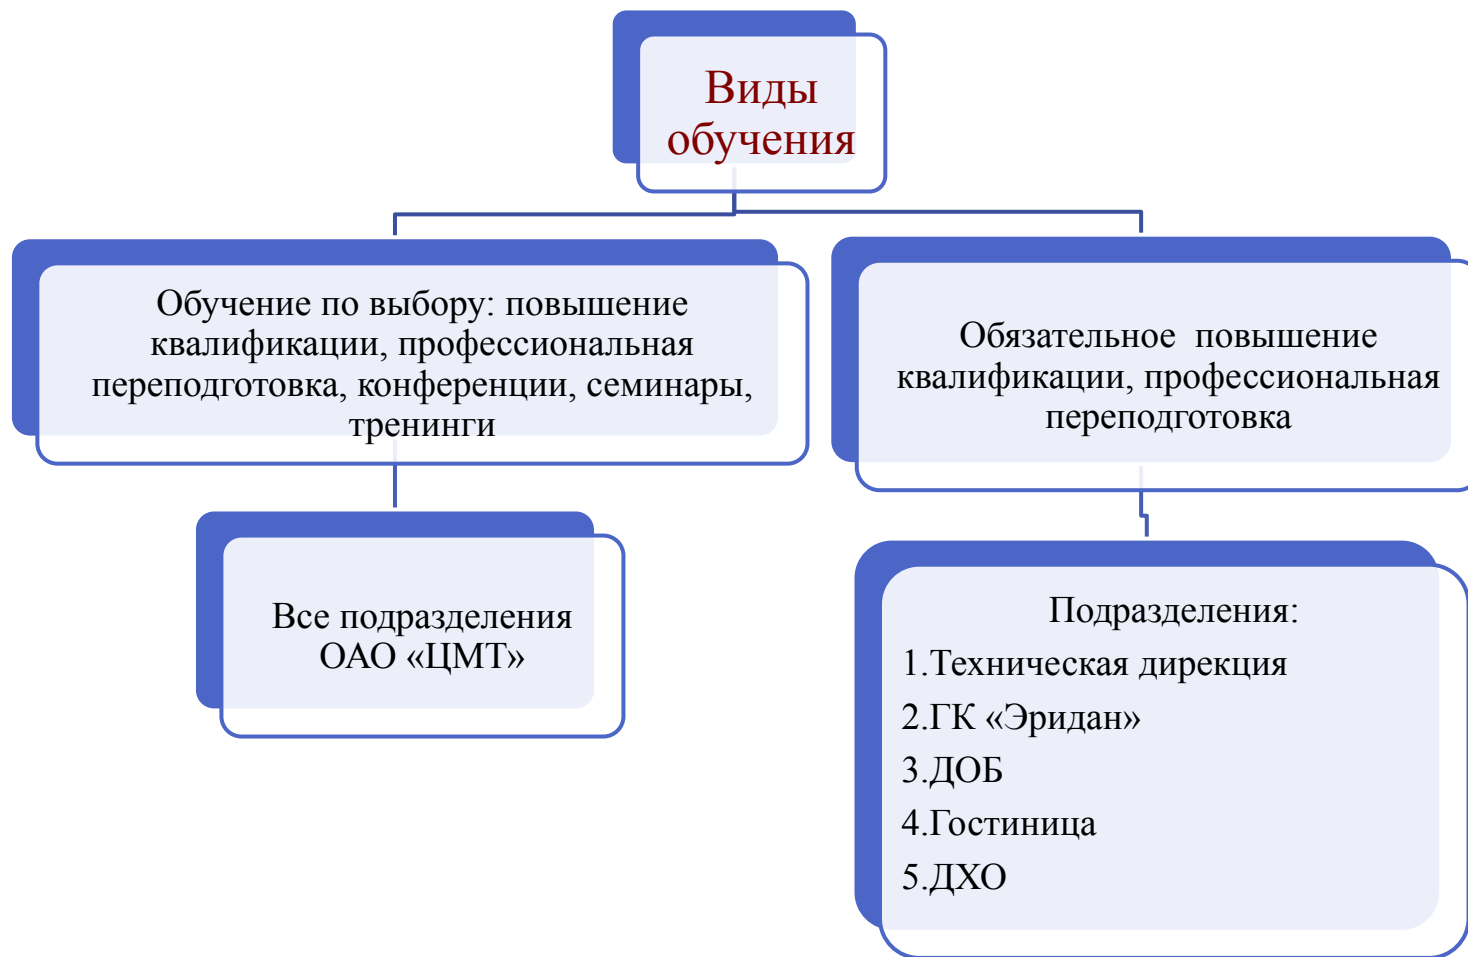 Виды
обучения
Обучение по выбору: повышение
квалификации, профессиональная
переподготовка, конференции, семинары,
тренинги
Обязательное  повышение
квалификации, профессиональная
переподготовка
Все подразделения
ОАО «ЦМТ»
Подразделения:
1.Техническая дирекция
2.ГК «Эридан»
3.ДОБ
4.Гостиница
5.ДХО